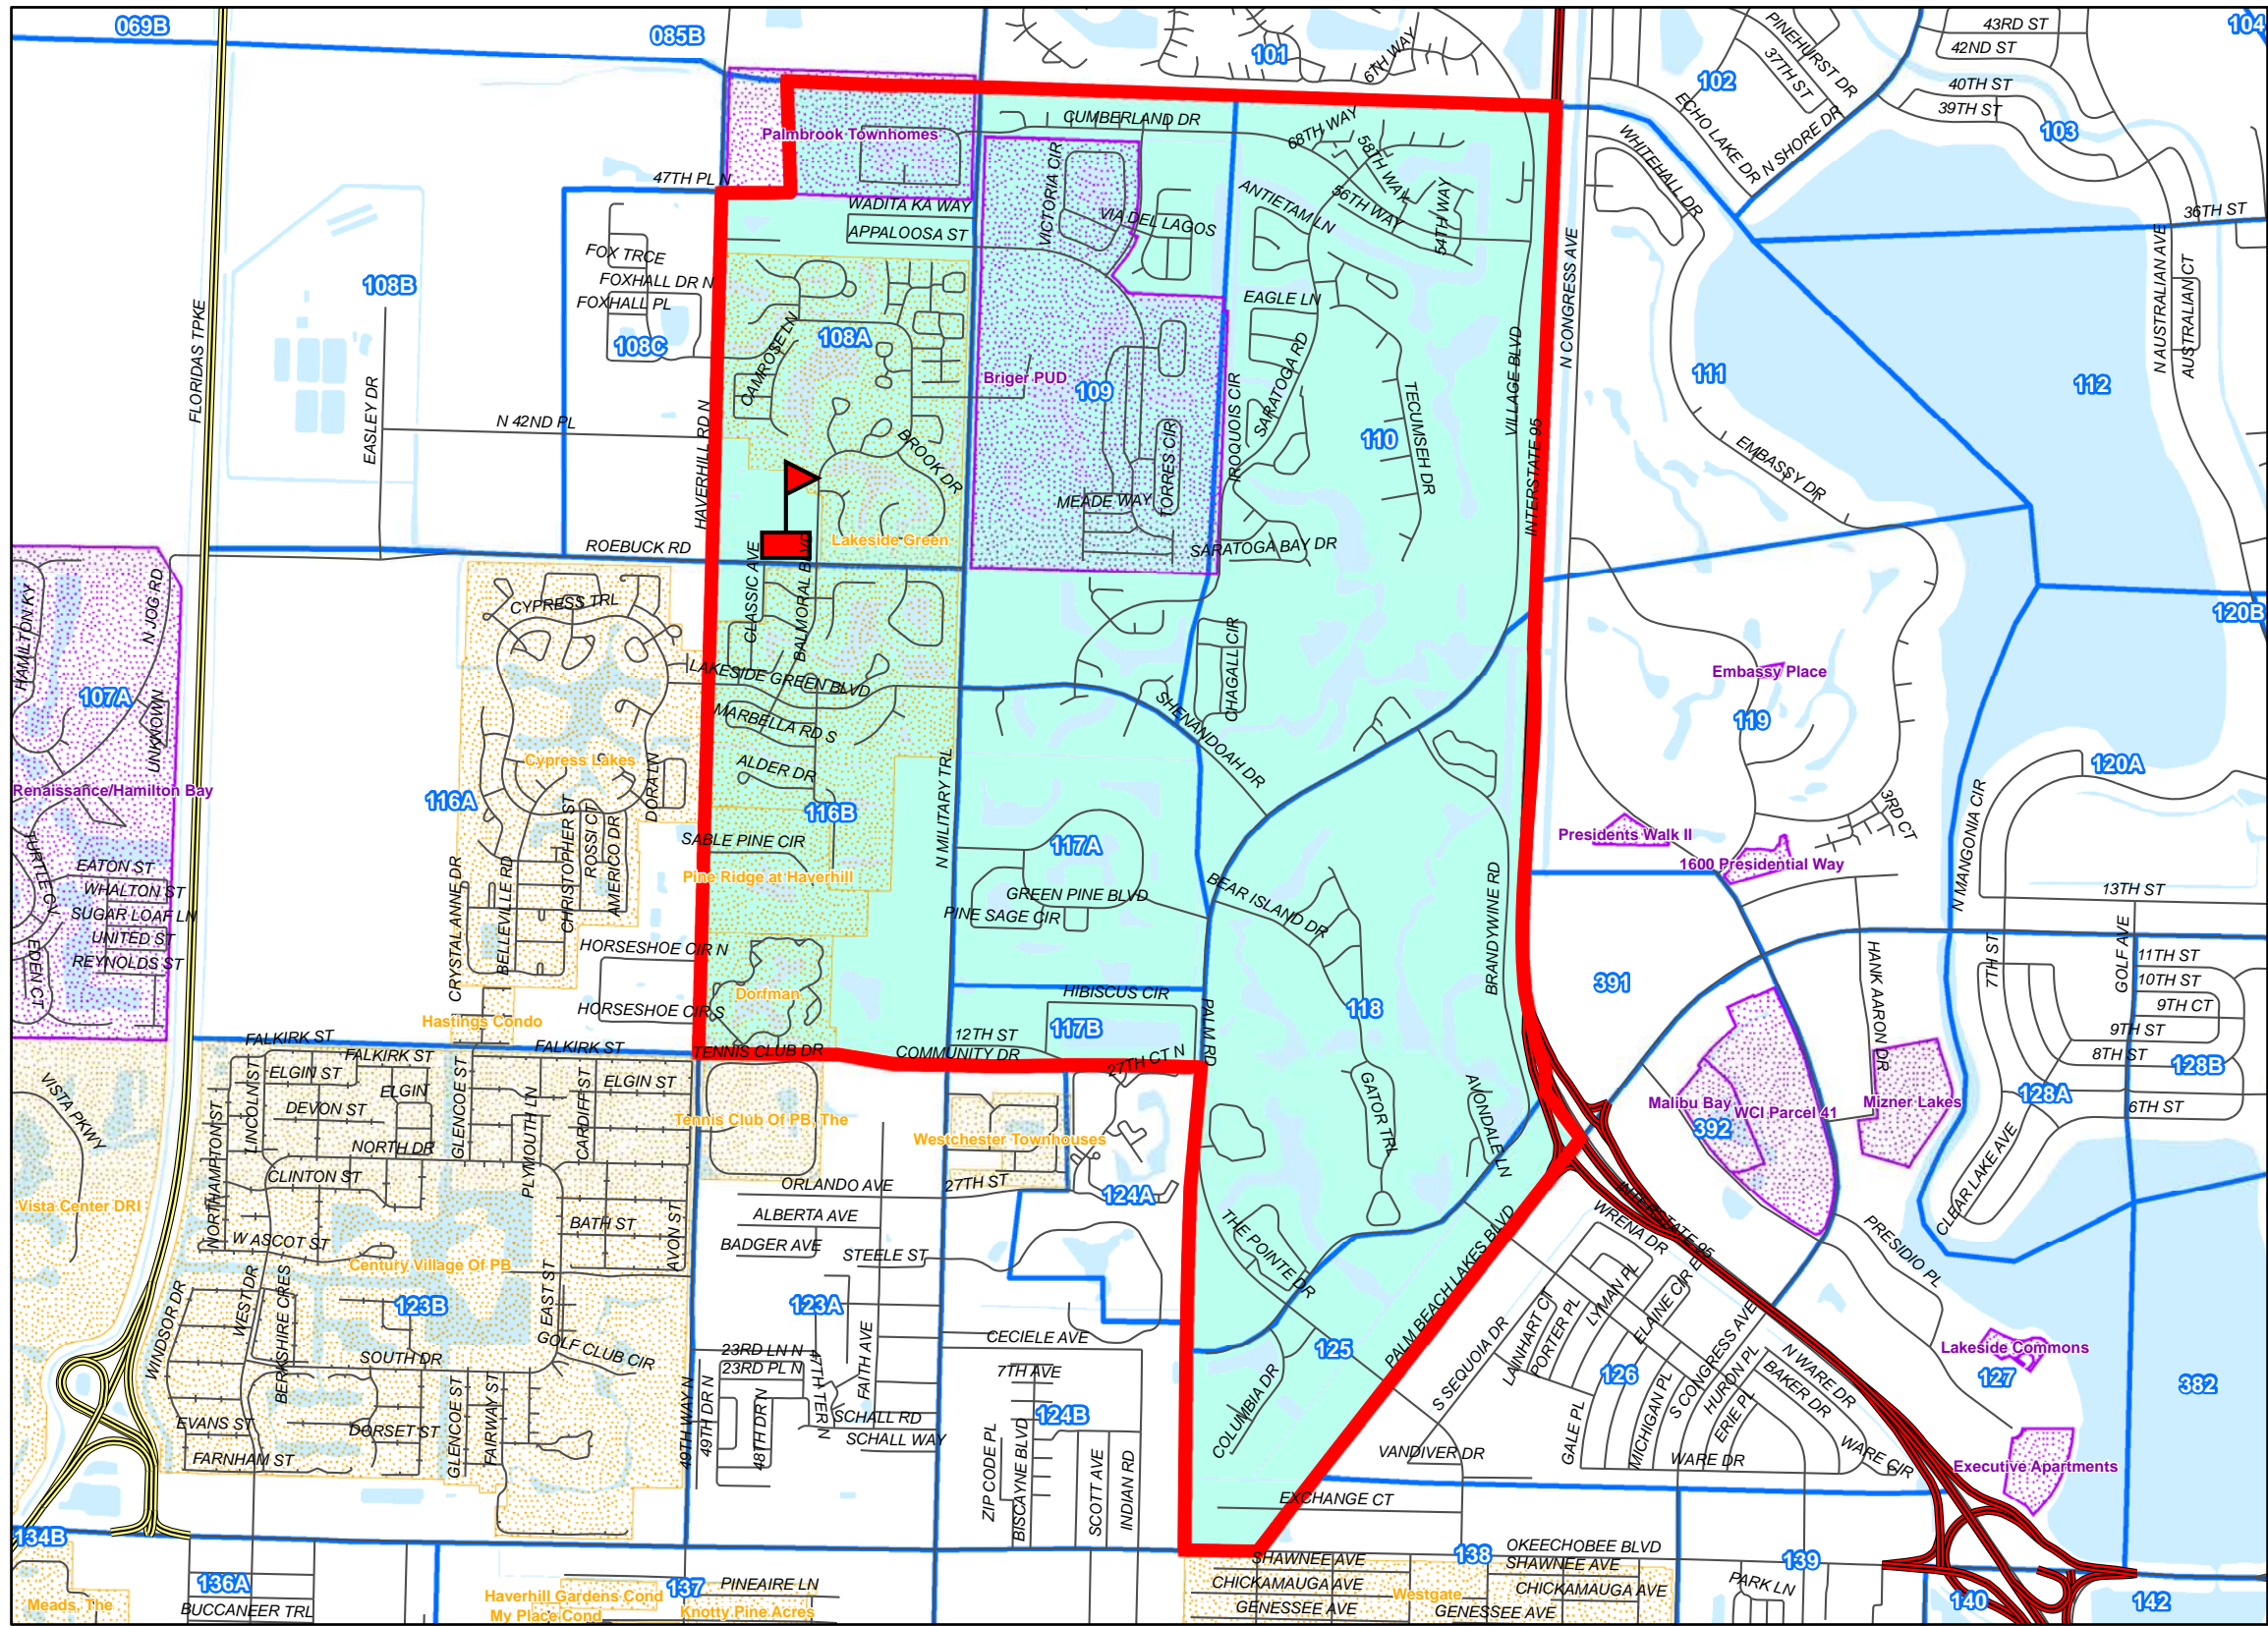 069B
085B
101
102
104
43RD ST
42ND ST
PINEHURST DR
37TH ST
40TH ST
39TH ST
103
6TH WAY
ECHO LAKE DR
N SHORE DR
WHITEHALL DR
Palmbrook Townhomes
CUMBERLAND DR
68TH WAY
58TH WAY
56TH WAY
54TH WAY
ANTIETAM LN
47TH PL N
WADITA KA WAY
APPALOOSA ST
VICTORIA CIR
VIA DEL LAGOS
36TH ST
N AUSTRALIAN AVE
AUSTRALIAN CT
FOX TRCE
FOXHALL DR N
FOXHALL PL
108B
108C
108A
CAMROSE LN
EAGLE LN
SARATOGA RD
IROQUOIS CIR
TECUMSEH DR
VILLAGE BLVD
N CONGRESS AVE
INTERSTATE 95
FLORIDAS TPKE
EASLEY DR
N 42ND PL
HAVERHILL RD N
Briger PUD
109
110
111
112
BROOK DR
MEADE WAY
TORRES CIR
EMBASSY DR
Lakeside Green
SARATOGA BAY DR
ROEBUCK RD
CLASSIC AVE
BALMORAL BLVD
HAMILTON KY
N JOG RD
CYPRESS TRL
120B
107A
UNKNOWN
LAKESIDE GREEN BLVD
MARBELLA RD S
ALDER DR
CHAGALL CIR
SHENANDOAH DR
Embassy Place
119
Cypress Lakes
DORA LN
N MILITARY TRL
120A
Renaissance/Hamilton Bay
116A
116B
117A
CHRISTOPHER ST
ROSSI CT
AMERICO DR
SABLE PINE CIR
Presidents Walk II
3RD CT
N MANGONIA CIR
1600 Presidential Way
TURTLE CV
EATON ST
WHALTON ST
SUGAR LOAF LN
UNITED ST
REYNOLDS ST
EDEN CT
CRYSTAL ANNE DR
BELLEVILLE RD
Pine Ridge at Haverhill
GREEN PINE BLVD
PINE SAGE CIR
BEAR ISLAND DR
BRANDYWINE RD
13TH ST
HORSESHOE CIR N
HORSESHOE CIR S
Dorfman
HIBISCUS CIR
118
391
HANK AARON DR
7TH ST
GOLF AVE
11TH ST
10TH ST
9TH CT
9TH ST
8TH ST
128B
128A
6TH ST
Hastings Condo
12TH ST
117B
PALM RD
FALKIRK ST
FALKIRK ST
FALKIRK ST
TENNIS CLUB DR
COMMUNITY DR
27TH CT N
VISTA PKWY
LINCOLN ST
ELGIN ST
ELGIN
ELGIN ST
DEVON ST
NORTHAMPTON ST
GLENCOE ST
PLYMOUTH LN
CARDIFF ST
NORTH DR
CLINTON ST
Tennis Club Of PB, The
Westchester Townhouses
GATOR TRL
AVONDALE LN
Malibu Bay
WCI Parcel 41
392
Mizner Lakes
CLEAR LAKE AVE
ORLANDO AVE
27TH ST
124A
Vista Center DRI
ALBERTA AVE
BADGER AVE
STEELE ST
BATH ST
AVON ST
W ASCOT ST
THE POINTE DR
INTERSTATE 95
WRENA DR
PRESIDIO PL
Century Village Of PB
WINDSOR DR
WEST DR
BERKSHIRE CRES
123B
EAST ST
123A
PALM BEACH LAKES BLVD
LYMAN PL
ELAINE CIR E
LAINHART CT
PORTER PL
SOUTH DR
GOLF CLUB CIR
23RD LN N
23RD PL N
47TH TER N
FAITH AVE
CECIELE AVE
125
126
S CONGRESS AVE
Lakeside Commons
127
382
7TH AVE
S SEQUOIA DR
N WARE DR
BAKER DR
HURON PL
ERIE PL
MICHIGAN PL
GALE PL
49TH WAY N
49TH DR N
48TH DR N
EVANS ST
DORSET ST
GLENCOE ST
FAIRWAY ST
SCHALL RD
SCHALL WAY
124B
ZIP CODE PL
BISCAYNE BLVD
SCOTT AVE
INDIAN RD
COLUMBIA DR
VANDIVER DR
WARE DR
WARE CIR
FARNHAM ST
Executive Apartments
EXCHANGE CT
134B
OKEECHOBEE BLVD
SHAWNEE AVE
138
SHAWNEE AVE
139
136A
137
PINEAIRE LN
CHICKAMAUGA AVE
CHICKAMAUGA AVE
PARK LN
Haverhill Gardens Cond
Westgate
Meads, The
BUCCANEER TRL
My Place Cond
Knotty Pine Acres
GENESSEE AVE
GENESSEE AVE
140
142